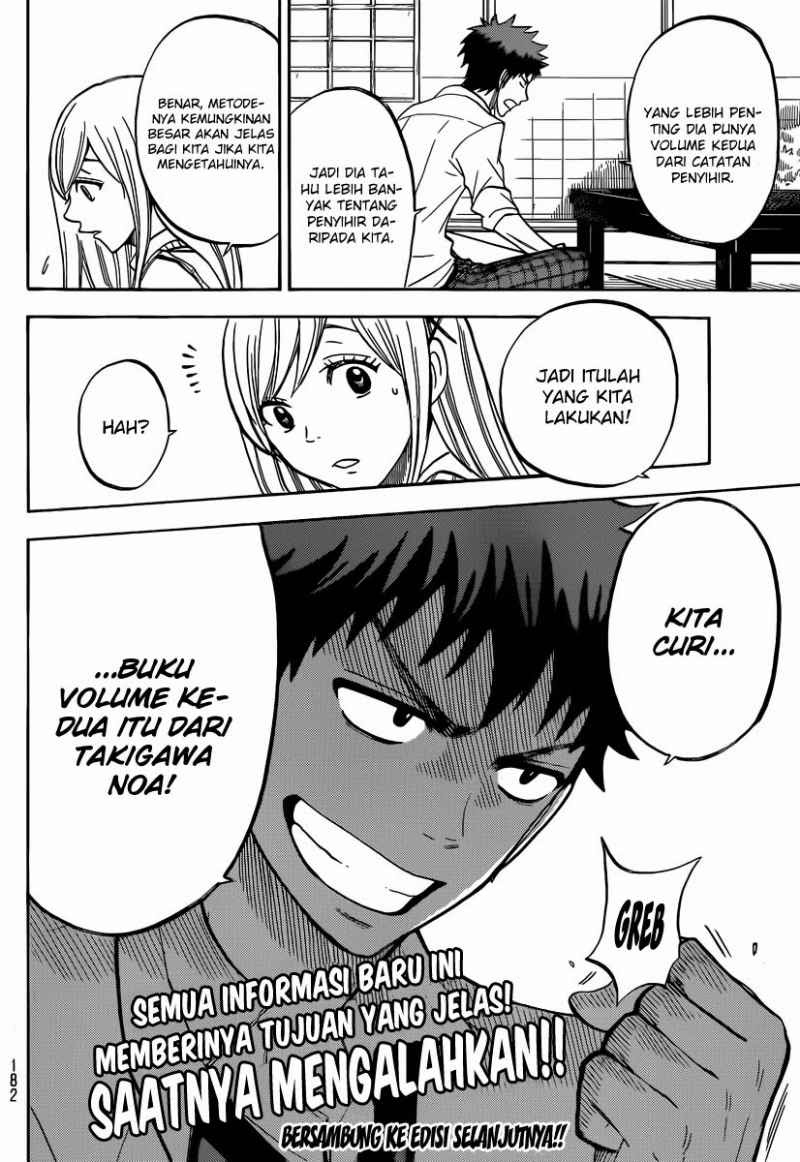 YANG LEBIH PEN-
TING DIA PUNYA
VOLUME KEDUA
DARI CATATAN
PENYIHIR.
JADI DIA TA-
HU LEBIH BAN-
YAK TENTANG
PENYIHIR DA-
RIPADA KITA.
BENAR, METODE-
NYA KEMUNGKINAN
BESAR AKAN JELAS
BAGI KITA JIKA KITA
MENGETAHUINYA.
JADI ITULAH
YANG KITA
LAKUKAN!
HAH?
KITA
CURI...
...BUKU
VOLUME KE-
DUA ITU DARI
TAKIGAWA
NOA!
GREB
SEMUA INFORMASI BARU INI
MEMBERINYA TUJUAN YANG JELAS!
SAATNYA MENGALAHKAN!!
BERSAMBUNG KE EDISI SELANJUTNYA!!
182